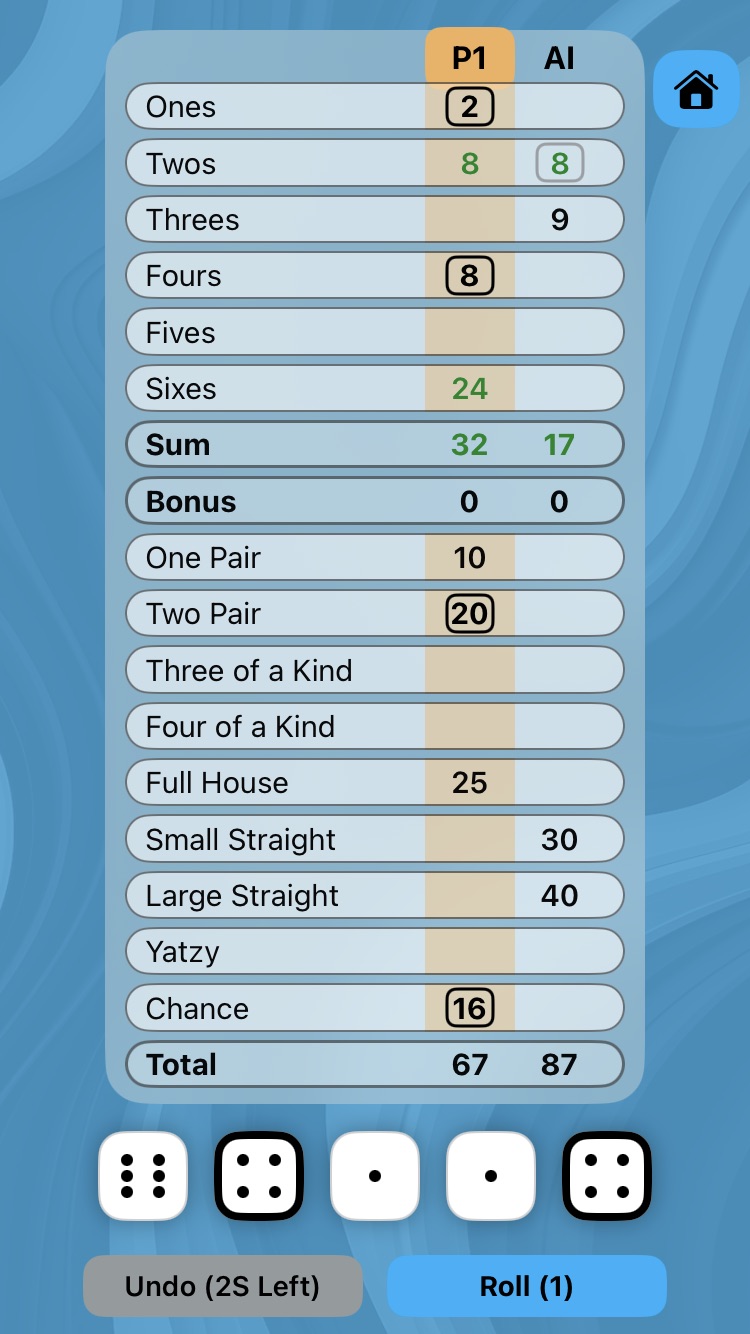 P1 AI
Ones 2
Twos 8 8
Threes 9
Fours 8
Fives
Sixes 24
Sum 32 17
Bonus 0 0
One Pair 10
Two Pair 20
Three of a Kind
Four of a Kind
Full House 25
Small Straight 30
Large Straight 40
Yatzy
Chance 16
Total 67 87
Undo (2S Left) Roll (1)